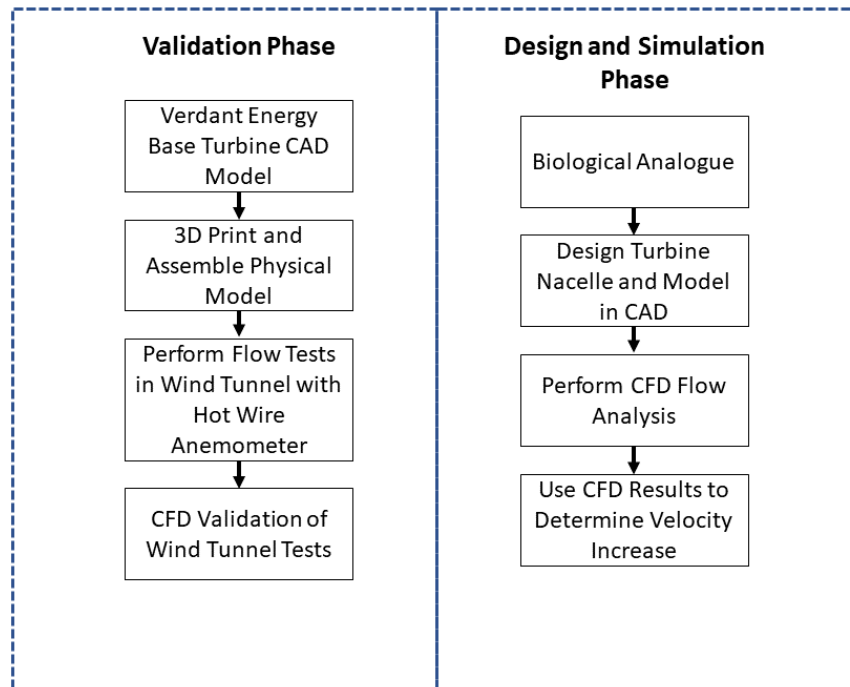 Validation Phase
Verdant Energy
Base Turbine CAD
Model
3D Print and
Assemble Physical
Model
Perform Flow Tests
in Wind Tunnel with
Hot Wire
Anemometer
CFD Validation of
Wind Tunnel Tests
Design and Simulation
Phase
Biological Analogue
Design Turbine
Nacelle and Model
in CAD
Perform CFD Flow
Analysis
Use CFD Results to
Determine Velocity
Increase